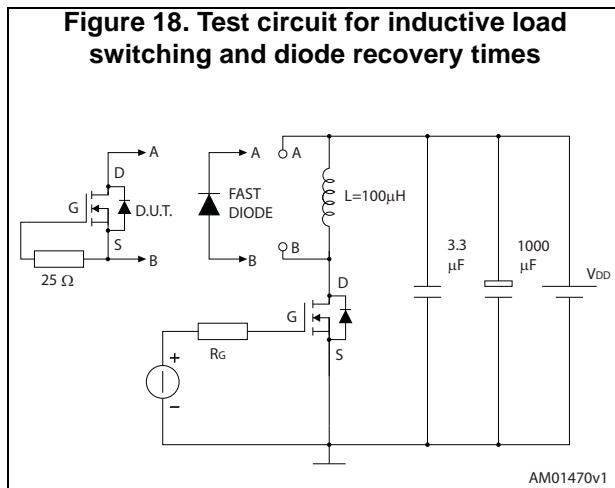 Figure 18. Test circuit for inductive load
switching and diode recovery times
A
D
G
D.U.T.
S
B
25 Ω
A
FAST
DIODE
B
A
L=100μH
B
D
G
S
RG
+
−
3.3
μF
1000
μF
VDD
AM01470v1